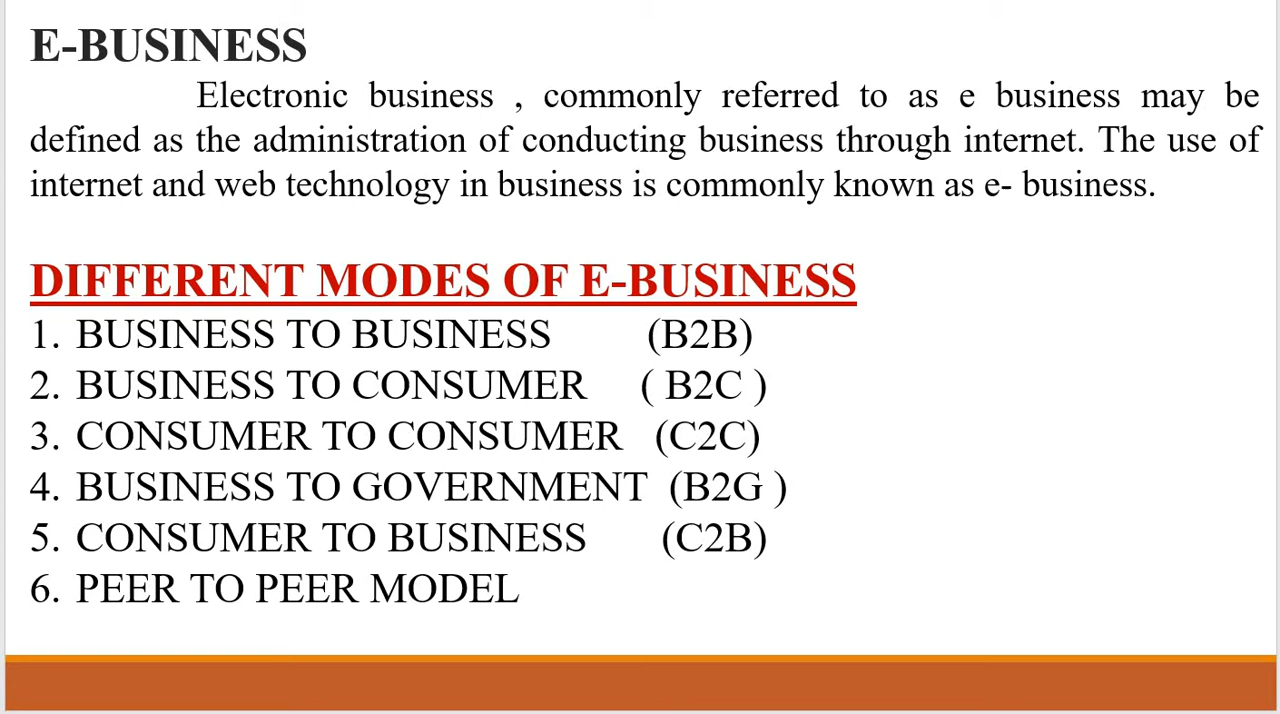 E-BUSINESS
Electronic business , commonly referred to as e business may be
defined as the administration of conducting business through internet. The use of
internet and web technology in business is commonly known as e- business.
DIFFERENT MODES OF E-BUSINESS
1. BUSINESS TO BUSINESS (B2B)
2. BUSINESS TO CONSUMER ( B2C )
3. CONSUMER TO CONSUMER (C2C)
4. BUSINESS TO GOVERNMENT (B2G )
5. CONSUMER TO BUSINESS (C2B)
6. PEER TO PEER MODEL